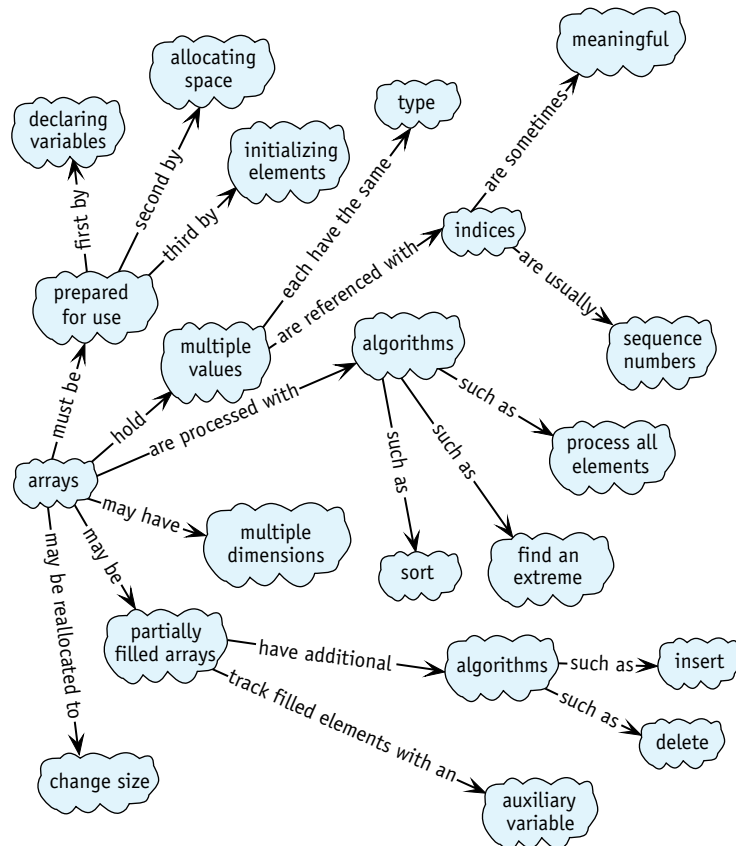 meaningful
allocating
space
type
declaring
variables
initializing
elements
are sometimes
first by
second by
third by
each have the same
indices
are referenced with
are usually
prepared
for use
multiple
values
algorithms
sequence
numbers
must be
hold
are processed with
such as
such as
such as
process all
elements
arrays
may have
multiple
dimensions
sort
find an
extreme
may be
may be reallocated to
partially
filled arrays
have additional
algorithms
such as
insert
track filled elements with an
such as
delete
change size
auxiliary
variable